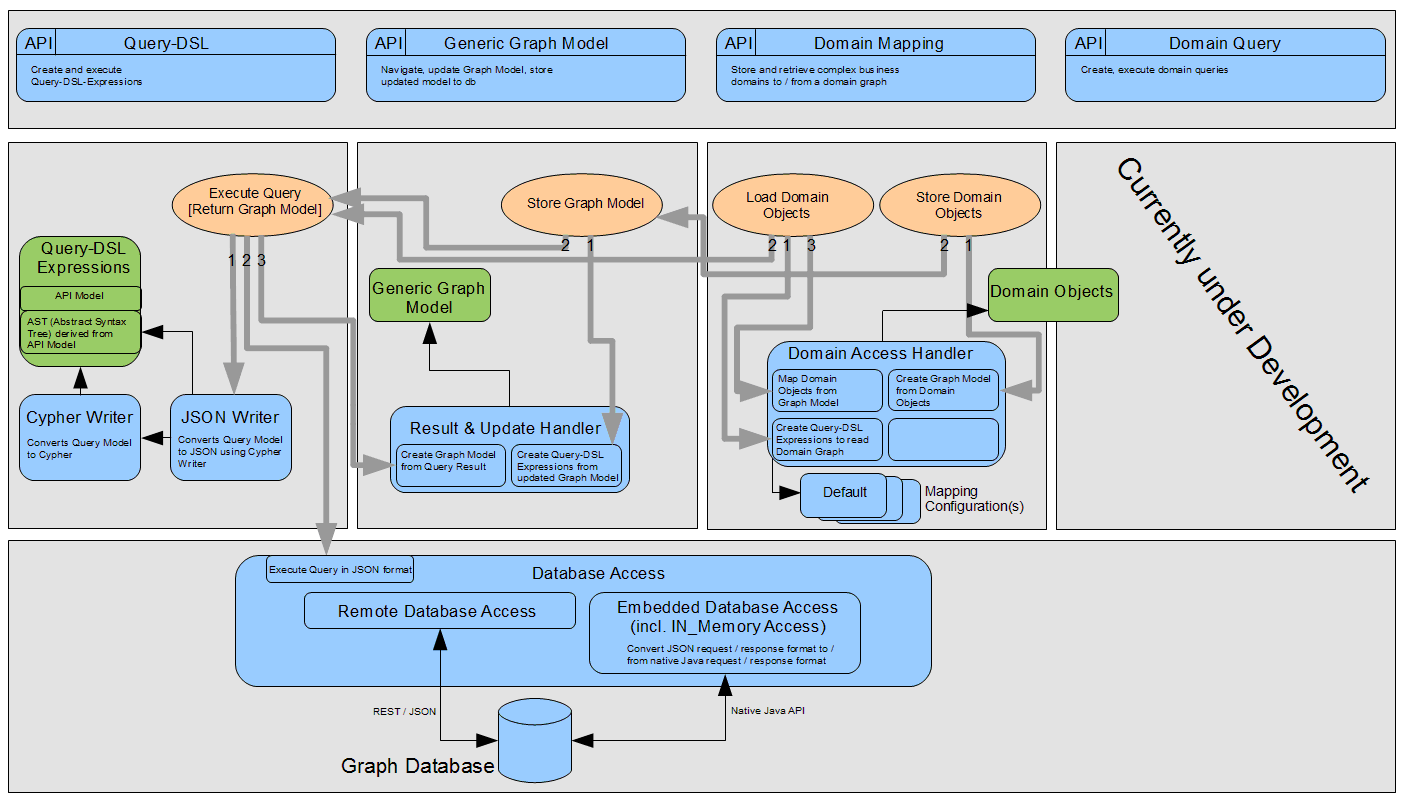 API Query-DSL
Create and execute
Query-DSL-Expressions
API Generic Graph Model
Navigate, update Graph Model, store
updated model to db
API Domain Mapping
Store and retrieve complex business
domains to / from a domain graph
API Domain Query
Create, execute domain queries
Execute Query
[Return Graph Model]
1 2 3
Query-DSL
Expressions
API Model
AST (Abstract Syntax
Tree) derived from
API Model
Cypher Writer
Converts Query Model
to Cypher
JSON Writer
Converts Query Model
to JSON using Cypher
Writer
Store Graph Model
2 1
Generic Graph
Model
Result & Update Handler
Create Graph Model
from Query Result
Create Query-DSL
Expressions from
updated Graph Model
Load Domain
Objects
2 1 3
Store Domain
Objects
2 1
Domain Objects
Domain Access Handler
Map Domain
Objects from
Graph Model
Create Graph Model
from Domain
Objects
Create Query-DSL
Expressions to read
Domain Graph
Default
Mapping
Configuration(s)
Currently under Development
Execute Query in JSON format
Database Access
Remote Database Access
Embedded Database Access
(incl. IN_Memory Access)
Convert JSON request / response format to /
from native Java request / response format
REST / JSON
Native Java API
Graph Database